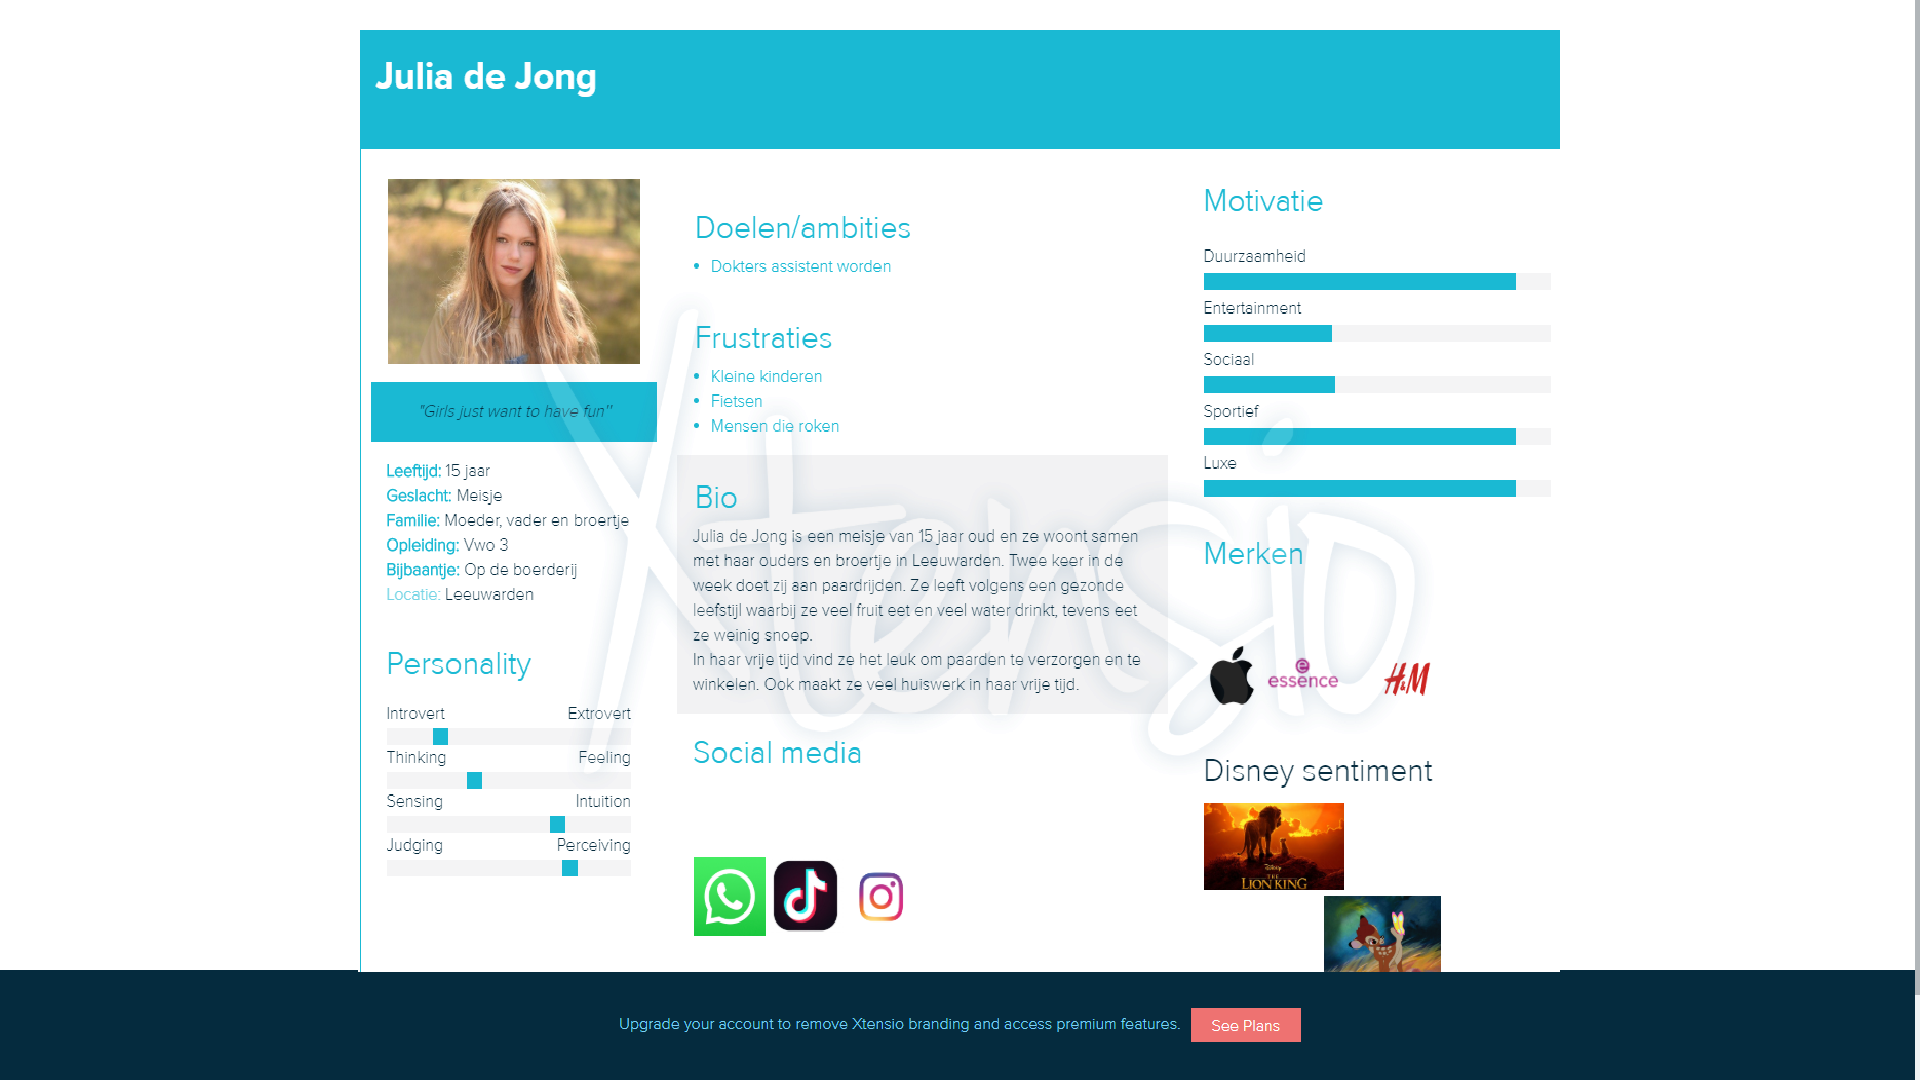 Julia de Jong
"Girls just want to have fun''
Leeftijd: 15 jaar
Geslacht: Meisje
Familie: Moeder, vader en broertje
Opleiding: Vwo 3
Bijbaantje: Op de boerderij
Locatie: Leeuwarden
Personality
Introvert Extrovert
Thinking Feeling
Sensing Intuition
Judging Perceiving
Doelen/ambities
• Dokters assistent worden
Frustraties
• Kleine kinderen
• Fietsen
• Mensen die roken
Bio
Julia de Jong is een meisje van 15 jaar oud en ze woont samen
met haar ouders en broertje in Leeuwarden. Twee keer in de
week doet zij aan paardrijden. Ze leeft volgens een gezonde
leefstijl waarbij ze veel fruit eet en veel water drinkt, tevens eet
ze weinig snoep.
In haar vrije tijd vind ze het leuk om paarden te verzorgen en te
winkelen. Ook maakt ze veel huiswerk in haar vrije tijd.
Social media
Motivatie
Duurzaamheid
Entertainment
Sociaal
Sportief
Luxe
Merken
e
essence
H&M
Disney sentiment
Disney
THE
LION KING
Xtensio
Upgrade your account to remove Xtensio branding and access premium features. See Plans